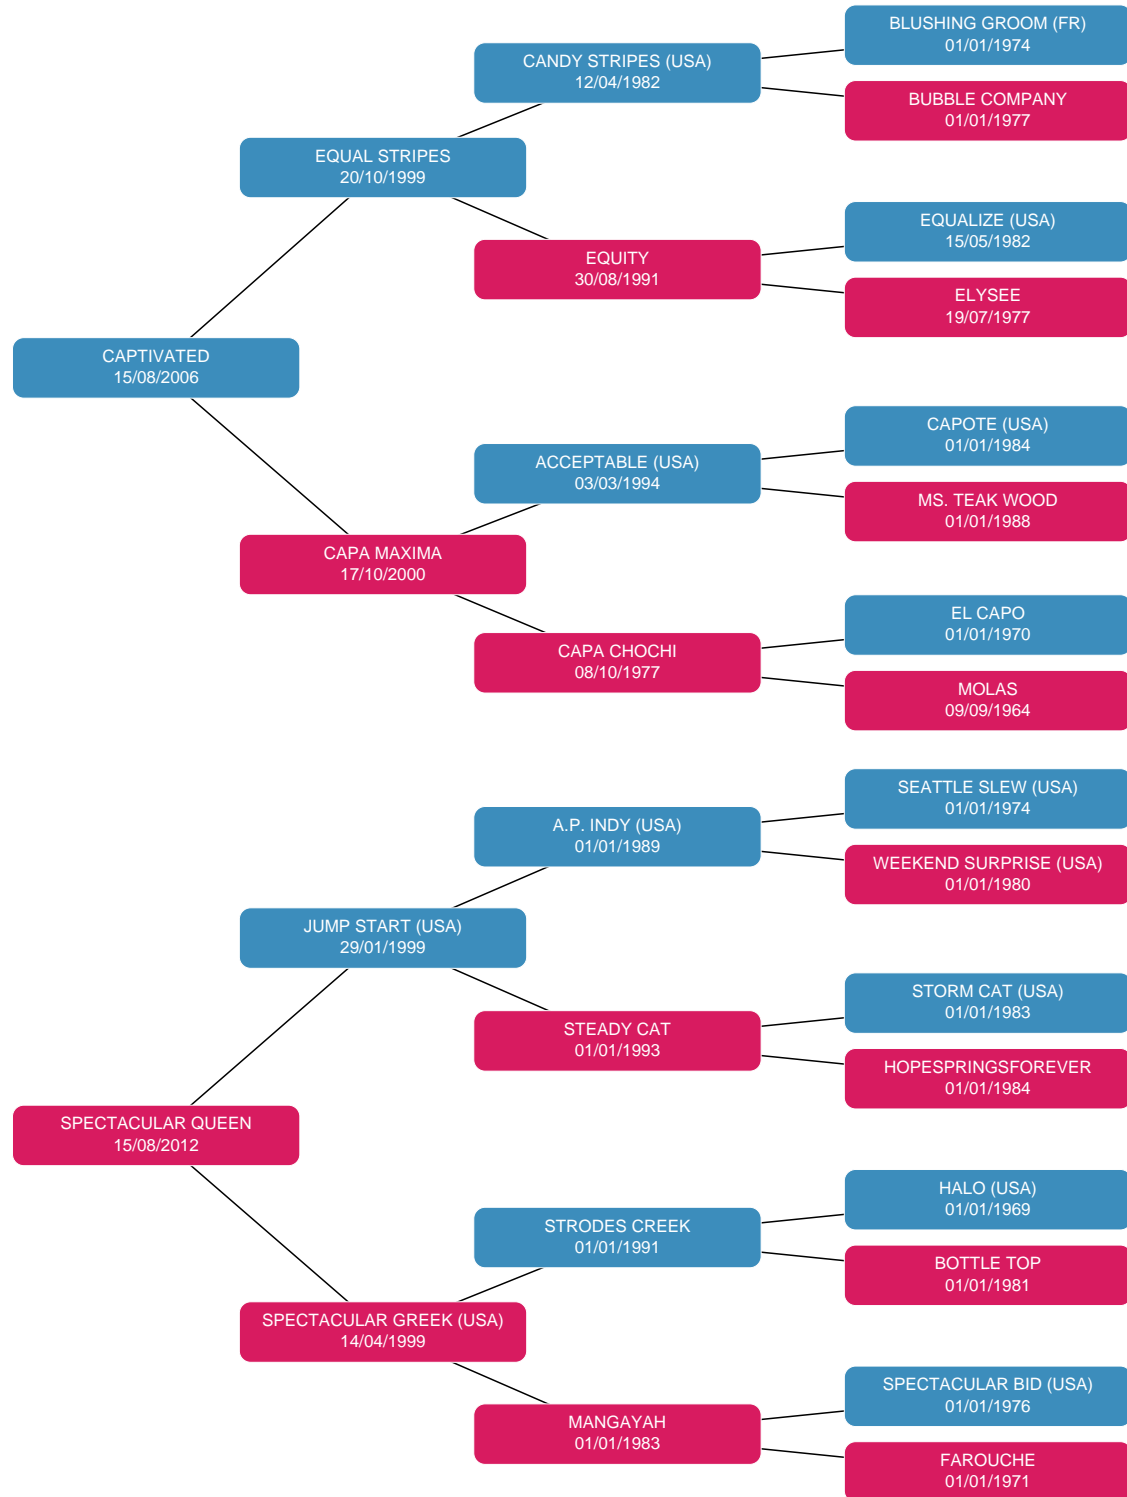 BLUSHING GROOM (FR)
01/01/1974
CANDY STRIPES (USA)
12/04/1982
BUBBLE COMPANY
01/01/1977
EQUAL STRIPES
20/10/1999
EQUALIZE (USA)
15/05/1982
EQUITY
30/08/1991
ELYSEE
19/07/1977
CAPTIVATED
15/08/2006
CAPOTE (USA)
01/01/1984
ACCEPTABLE (USA)
03/03/1994
MS. TEAK WOOD
01/01/1988
CAPA MAXIMA
17/10/2000
EL CAPO
01/01/1970
CAPA CHOCHI
08/10/1977
MOLAS
09/09/1964
SEATTLE SLEW (USA)
01/01/1974
A.P. INDY (USA)
01/01/1989
WEEKEND SURPRISE (USA)
01/01/1980
JUMP START (USA)
29/01/1999
STORM CAT (USA)
01/01/1983
STEADY CAT
01/01/1993
HOPESPRINGSFOREVER
01/01/1984
SPECTACULAR QUEEN
15/08/2012
HALO (USA)
01/01/1969
STRODES CREEK
01/01/1991
BOTTLE TOP
01/01/1981
SPECTACULAR GREEK (USA)
14/04/1999
SPECTACULAR BID (USA)
01/01/1976
MANGAYAH
01/01/1983
FAROUCHE
01/01/1971